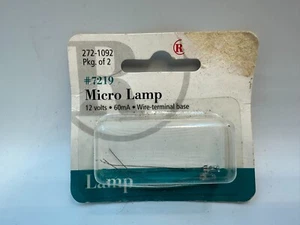 272-1092
Pkg. of 2
®
#7219
Micro Lamp
12 volts • 60mA • Wire-terminal base
Lamp